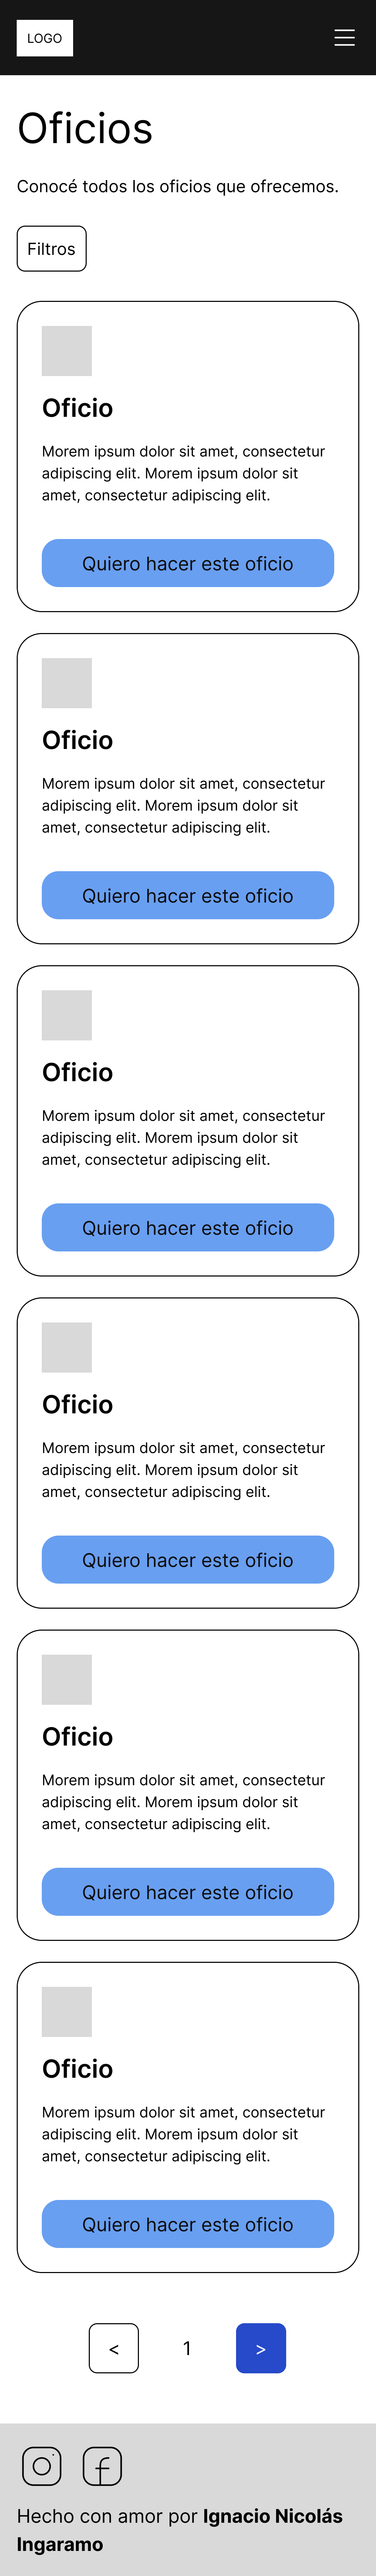 LOGO
Oficios
Conocé todos los oficios que ofrecemos.
Filtros
Oficio
Morem ipsum dolor sit amet, consectetur
adipiscing elit. Morem ipsum dolor sit
amet, consectetur adipiscing elit.
Quiero hacer este oficio
Oficio
Morem ipsum dolor sit amet, consectetur
adipiscing elit. Morem ipsum dolor sit
amet, consectetur adipiscing elit.
Quiero hacer este oficio
Oficio
Morem ipsum dolor sit amet, consectetur
adipiscing elit. Morem ipsum dolor sit
amet, consectetur adipiscing elit.
Quiero hacer este oficio
Oficio
Morem ipsum dolor sit amet, consectetur
adipiscing elit. Morem ipsum dolor sit
amet, consectetur adipiscing elit.
Quiero hacer este oficio
Oficio
Morem ipsum dolor sit amet, consectetur
adipiscing elit. Morem ipsum dolor sit
amet, consectetur adipiscing elit.
Quiero hacer este oficio
Oficio
Morem ipsum dolor sit amet, consectetur
adipiscing elit. Morem ipsum dolor sit
amet, consectetur adipiscing elit.
Quiero hacer este oficio
< 1 >
Hecho con amor por Ignacio Nicolás
Ingaramo